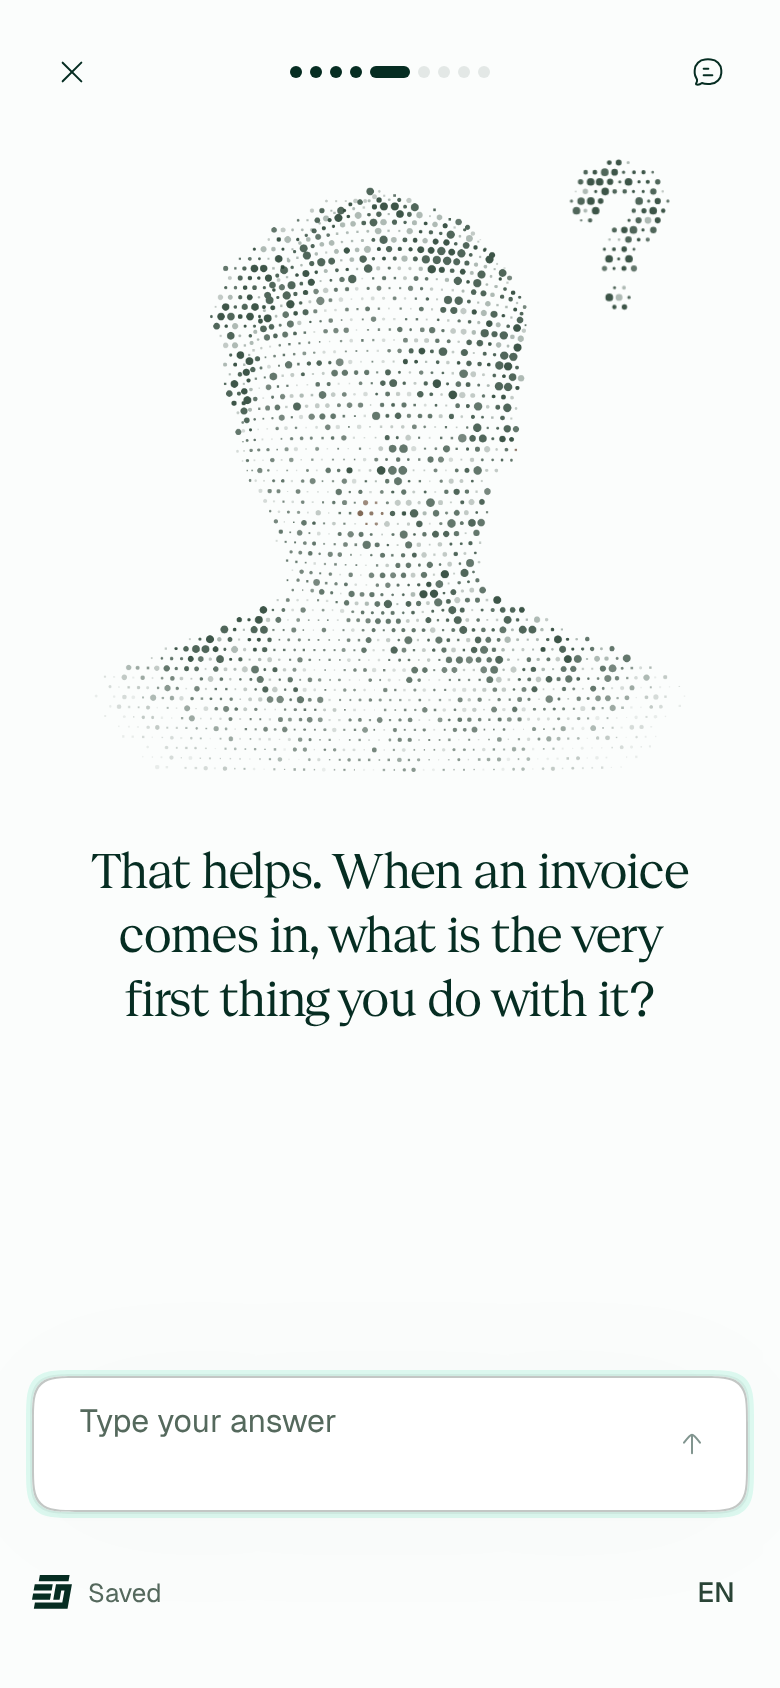 That helps. When an invoice
comes in, what is the very
first thing you do with it?
Type your answer
Saved
EN